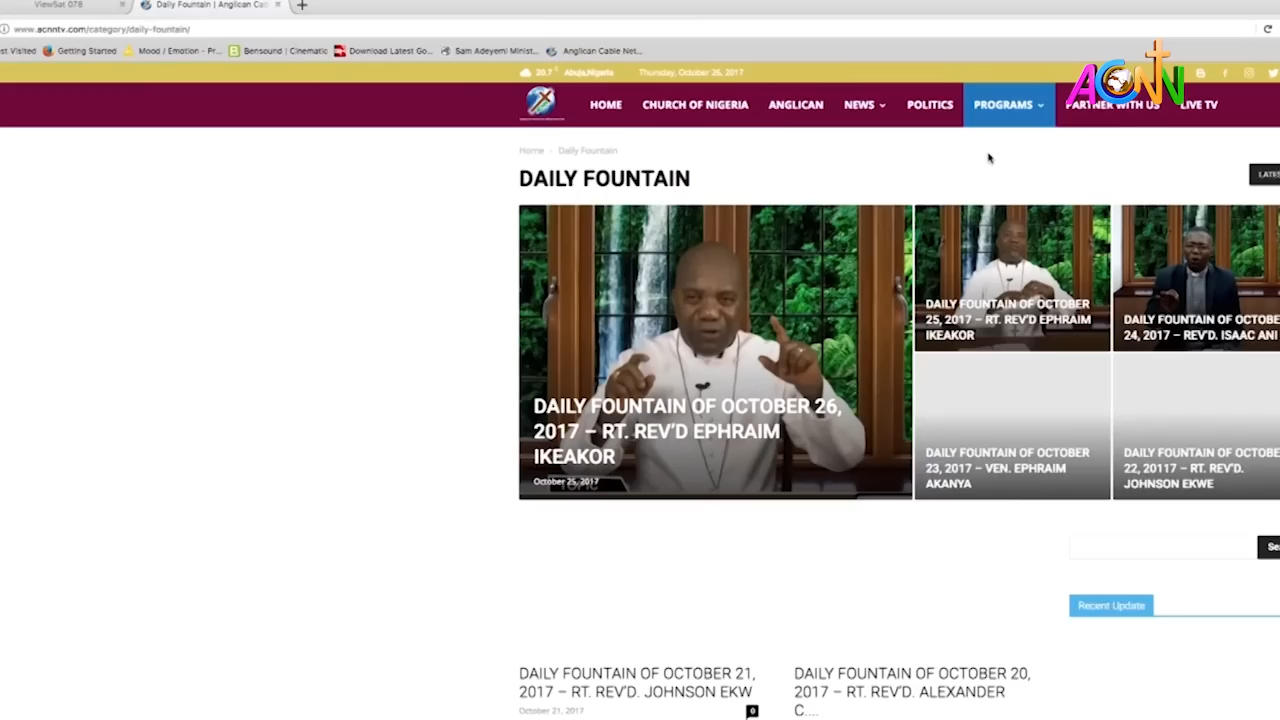 ViewSat 078
Daily Fountain | Anglican Cab
www.acnntv.com/category/daily-fountain/
st Visited
Getting Started
Mood / Emotion - Pr...
Bensound | Cinematic
Download Latest Go...
Sam Adeyemi Minist...
Anglican Cable Net...
20.7 C Abuja,Nigeria
Thursday, October 26, 2017
ACNN
HOME
CHURCH OF NIGERIA
ANGLICAN
NEWS
POLITICS
PROGRAMS
PARTNER WITH US
LIVE TV
Home
Daily Fountain
DAILY FOUNTAIN
LATES
DAILY FOUNTAIN OF OCTOBER 26,
2017 – RT. REV'D EPHRAIM
IKEAKOR
October 25, 2017
TOPIC
DAILY FOUNTAIN OF OCTOBER
25, 2017 – RT. REV'D EPHRAIM
IKEAKOR
DAILY FOUNTAIN OF OCTOBE
24, 2017 – REV'D. ISAAC ANI
DAILY FOUNTAIN OF OCTOBER
23, 2017 – VEN. EPHRAIM
AKANYA
DAILY FOUNTAIN OF OCTOBE
22, 20117 – RT. REV'D.
JOHNSON EKWE
Se
Recent Update
DAILY FOUNTAIN OF OCTOBER 21,
2017 – RT. REV'D. JOHNSON EKW
October 21, 2017
0
DAILY FOUNTAIN OF OCTOBER 20,
2017 – RT. REV'D. ALEXANDER
C....